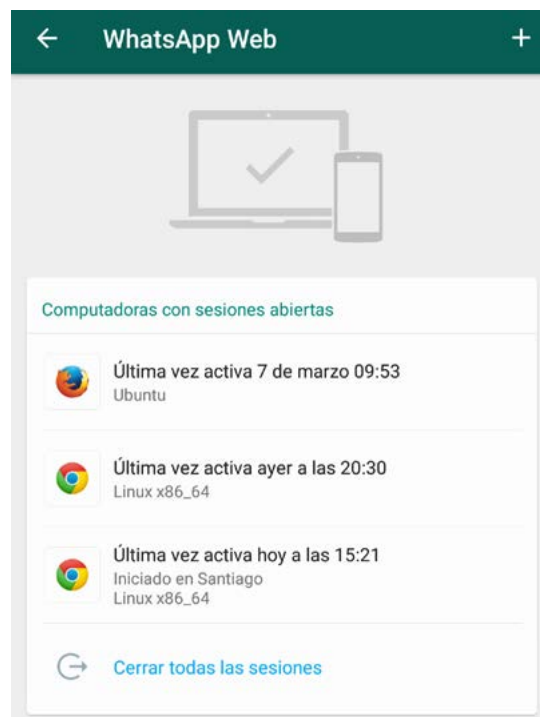 WhatsApp Web
Computadoras con sesiones abiertas
Última vez activa 7 de marzo 09:53
Ubuntu
Última vez activa ayer a las 20:30
Linux x86_64
Última vez activa hoy a las 15:21
Iniciado en Santiago
Linux x86_64
Cerrar todas las sesiones